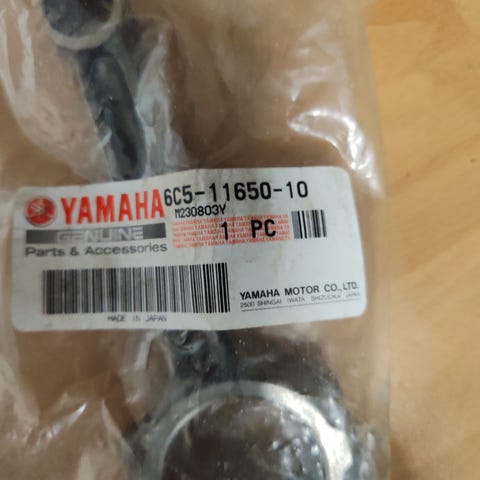 YAMAHA 6C5-11650-10
M230803Y
GENUINE
Parts & Accessories
1 PC
YAMAHA MOTOR CO., LTD.
2500 SHINGAI IWATA SHIZUOKA JAPAN
MADE IN JAPAN